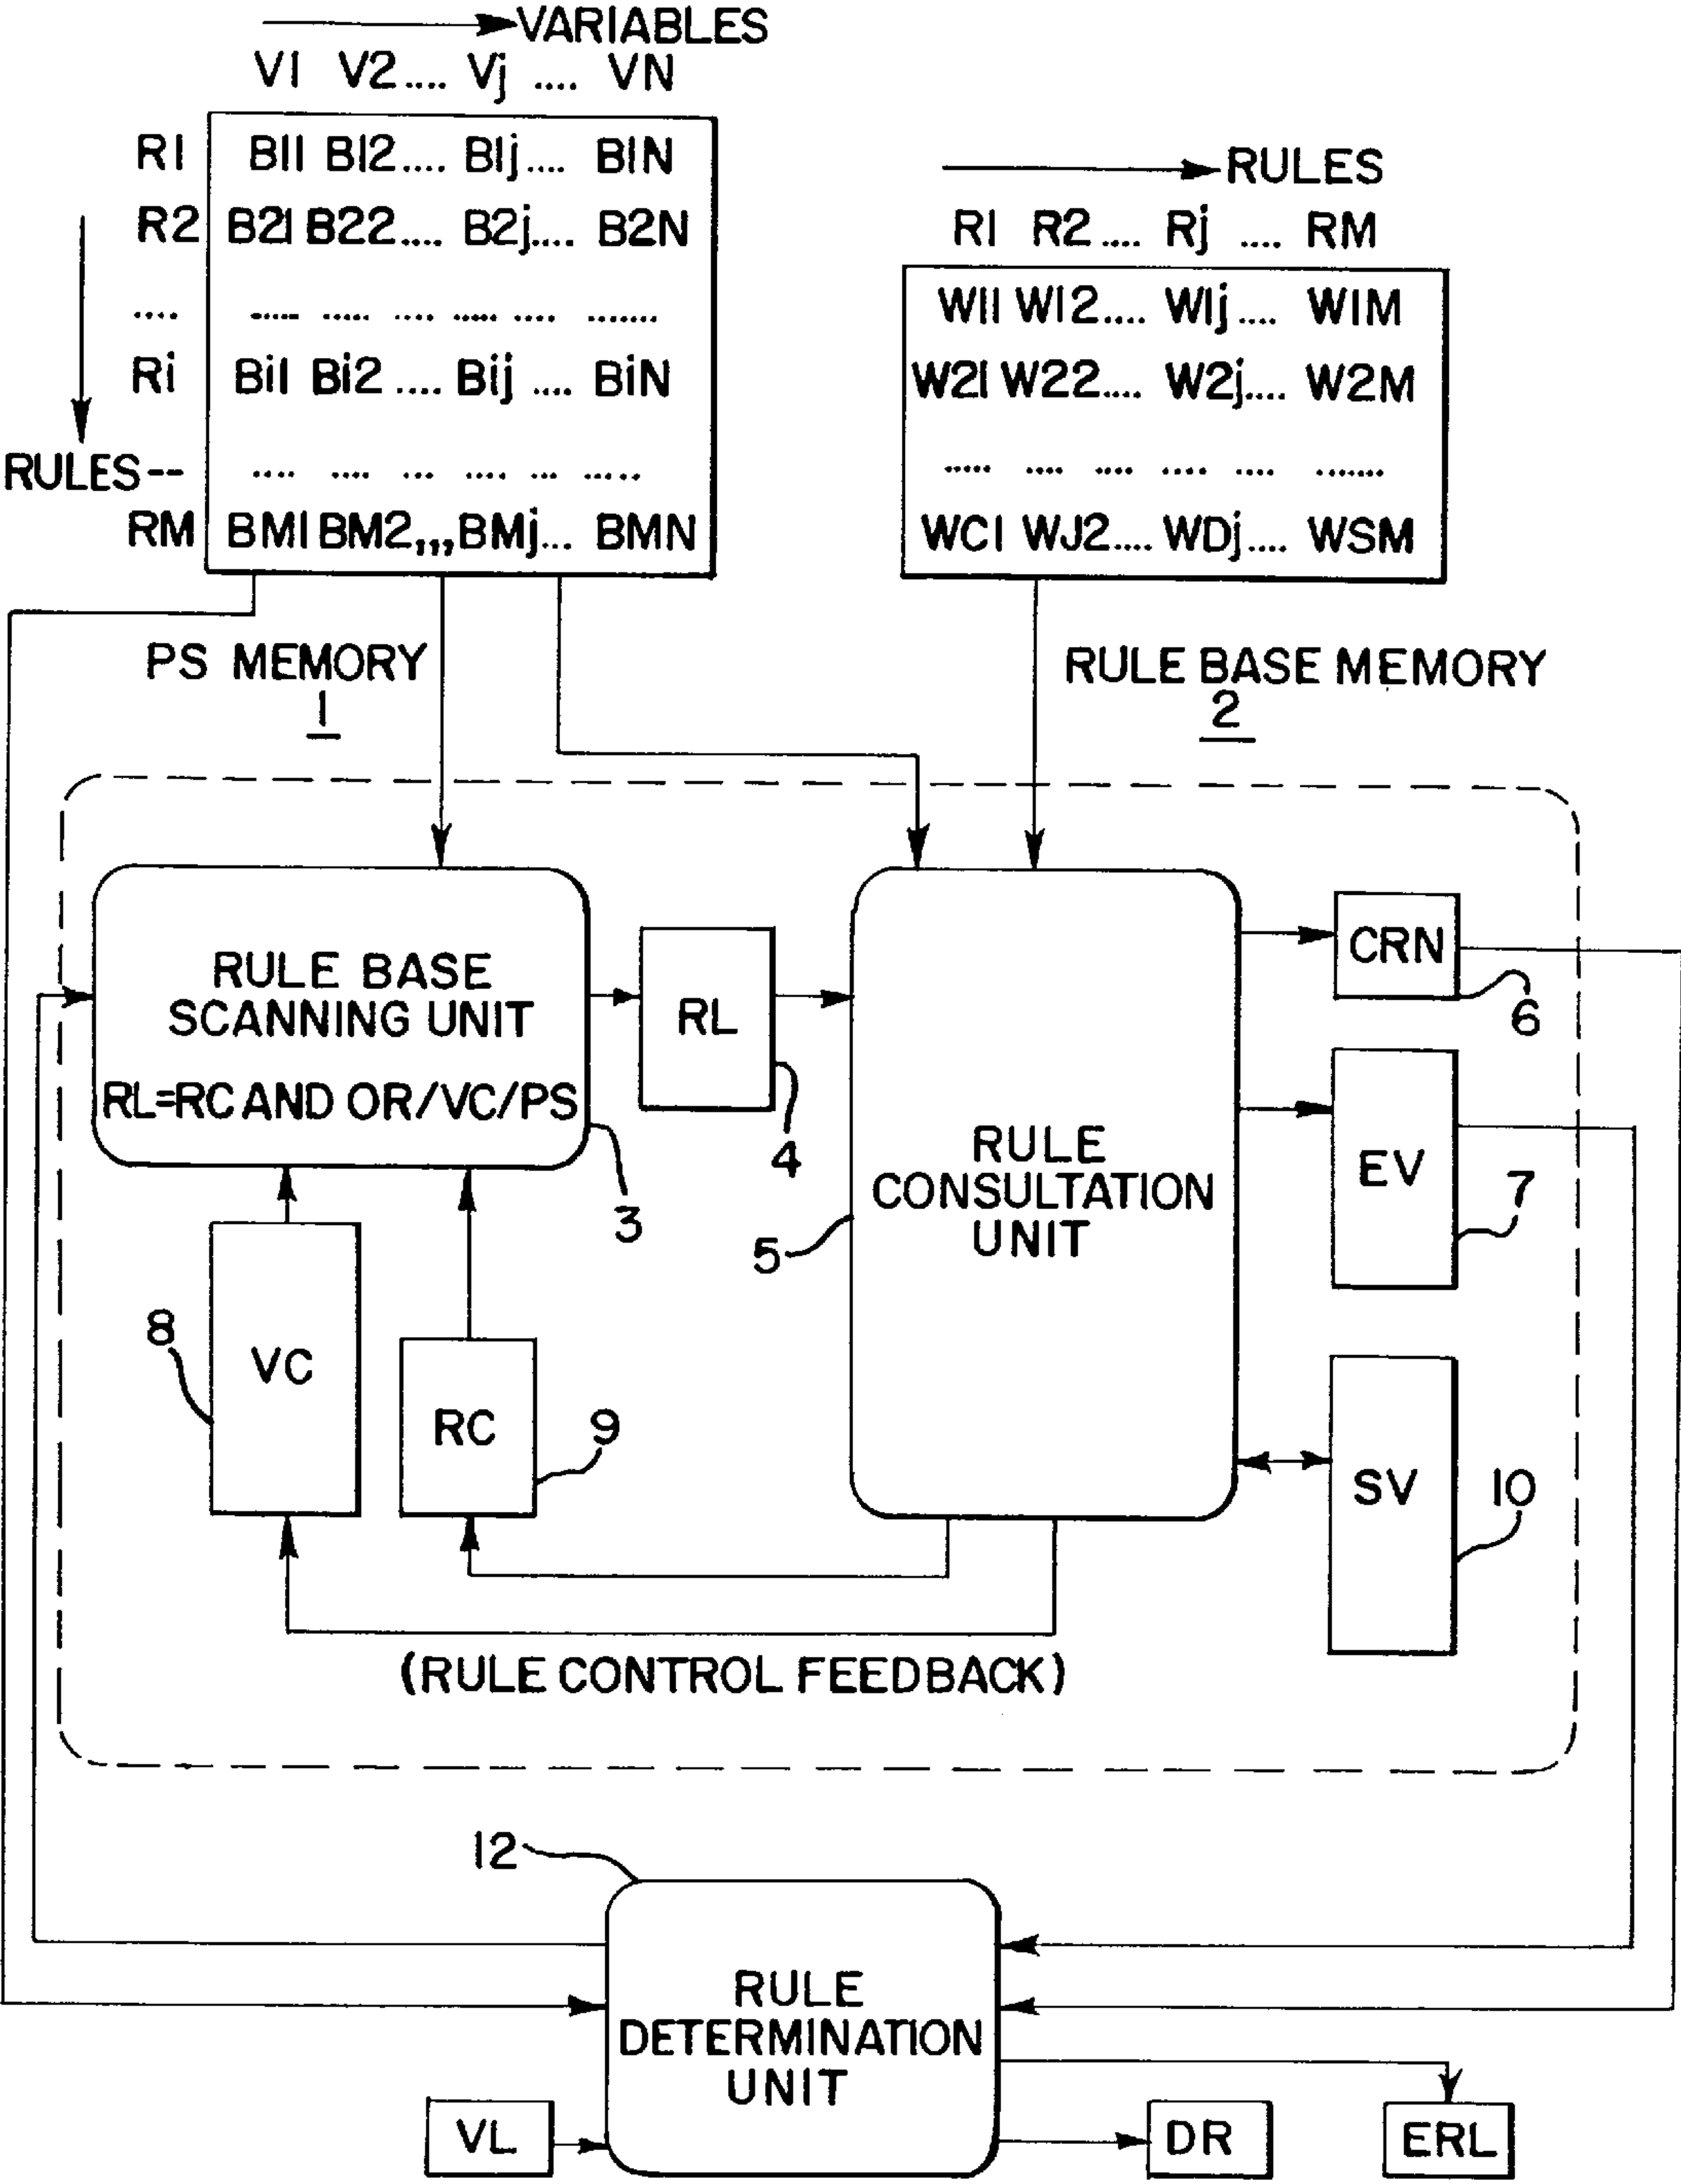 VARIABLES
V1 V2.... Vj .... VN
R1 B11 B12.... B1j.... B1N
R2 B21 B22.... B2j.... B2N
.... ..... ..... .... ..... .... .......
Ri Bi1 Bi2 .... Bij .... BiN
RULES-- .... .... ... .... ... .....
RM BM1 BM2,,,BMj... BMN
RULES
R1 R2.... Rj .... RM
W11 W12.... W1j.... W1M
W21 W22.... W2j.... W2M
..... .... .... .... .... .......
WC1 WJ2.... WDj.... WSM
PS MEMORY
1
RULE BASE MEMORY
2
RULE BASE
SCANNING UNIT
RL=RC AND OR/VC/PS
3
RL
4
RULE
CONSULTATION
UNIT
5
CRN
6
EV
7
VC
8
RC
9
SV
10
(RULE CONTROL FEEDBACK)
12
RULE
DETERMINATION
UNIT
VL
DR
ERL